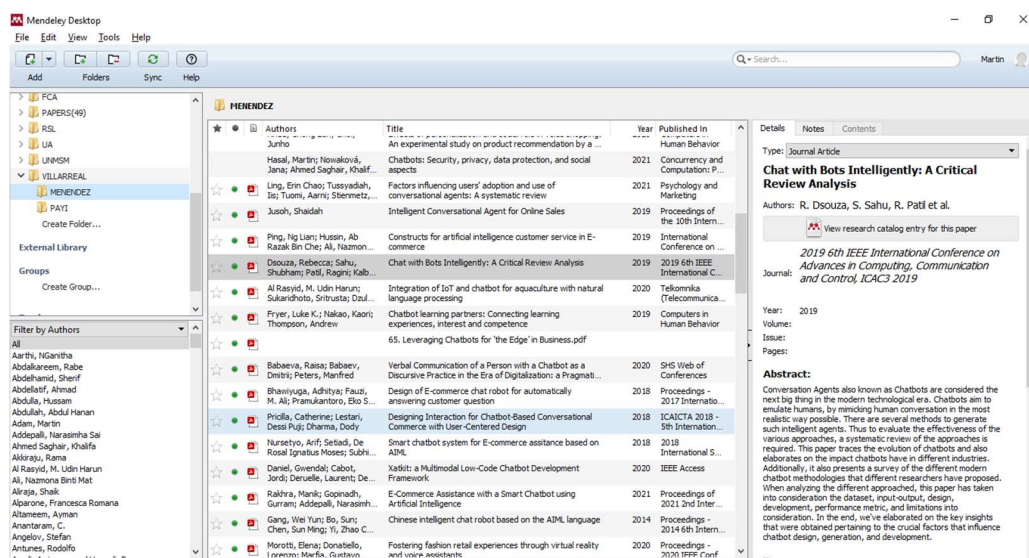 Mendeley Desktop
File Edit View Tools Help
Add Folders Sync Help
Search...
Martin
FCA
PAPERS(49)
RSL
UA
UNMSM
VILLARREAL
MENENDEZ
PAYI
Create Folder...
External Library
Groups
Create Group...
Filter by Authors
All
Aarthi, NGanitha
Abdalkareem, Rabe
Abdelhamid, Sherif
Abdellatif, Ahmad
Abdulla, Hussam
Abdullah, Abdul Hanan
Adam, Martin
Addepalli, Narasimha Sai
Ahmed Saghair, Khalifa
Akkiraju, Rama
Al Rasyid, M. Udin Harun
Ali, Nazmona Binti Mat
Aliraja, Shaik
Alparone, Francesca Romana
Altameem, Ayman
Anantaram, C.
Angelov, Stefan
Antunes, Rodolfo
MENENDEZ
Authors Title Year Published In
Junho An experimental study on product recommendation by a ... Human Behavior
Hasal, Martin; Nowaková, Chatbots: Security, privacy, data protection, and social 2021 Concurrency and
Jana; Ahmed Saghair, Khalif... aspects Computation: P...
Ling, Erin Chao; Tussyadiah, Factors influencing users' adoption and use of 2021 Psychology and
Iis; Tuomi, Aarni; Stienmetz,... conversational agents: A systematic review Marketing
Jusoh, Shaidah Intelligent Conversational Agent for Online Sales 2019 Proceedings of
the 10th Intern...
Ping, Ng Lian; Hussin, Ab Constructs for artificial intelligence customer service in E- 2019 International
Razak Bin Che; Ali, Nazmon... commerce Conference on ...
Dsouza, Rebecca; Sahu, Chat with Bots Intelligently: A Critical Review Analysis 2019 2019 6th IEEE
Shubham; Patil, Ragini; Kalb... International C...
Al Rasyid, M. Udin Harun; Integration of IoT and chatbot for aquaculture with natural 2020 Telkomnika
Sukaridhoto, Sritrusta; Dzul... language processing (Telecommunica...
Fryer, Luke K.; Nakao, Kaori; Chatbot learning partners: Connecting learning 2019 Computers in
Thompson, Andrew experiences, interest and competence Human Behavior
65. Leveraging Chatbots for 'the Edge' in Business.pdf
Babaeva, Raisa; Babaev, Verbal Communication of a Person with a Chatbot as a 2020 SHS Web of
Dmitrii; Peters, Manfred Discursive Practice in the Era of Digitalization: a Pragmati... Conferences
Bhawiyuga, Adhitya; Fauzi, Design of E-commerce chat robot for automatically 2018 Proceedings -
M. Ali; Pramukantoro, Eko S... answering customer question 2017 Internatio...
Pricilla, Catherine; Lestari, Designing Interaction for Chatbot-Based Conversational 2018 ICAICTA 2018 -
Dessi Puji; Dharma, Dody Commerce with User-Centered Design 5th Internation...
Nursetyo, Arif; Setiadi, De Smart chatbot system for E-commerce assitance based on 2018 2018
Rosal Ignatius Moses; Subhi... AIML International S...
Daniel, Gwendal; Cabot, Xatkit: a Multimodal Low-Code Chatbot Development 2020 IEEE Access
Jordi; Deruelle, Laurent; De... Framework
Rakhra, Manik; Gopinadh, E-Commerce Assistance with a Smart Chatbot using 2021 Proceedings of
Gurram; Addepalli, Narasimh... Artificial Intelligence 2021 2nd Inter...
Gang, Wei Yun; Bo, Sun; Chinese intelligent chat robot based on the AIML language 2014 Proceedings -
Chen, Sun Ming; Yi, Zhao C... 2014 6th Intern...
Morotti, Elena; Donatiello, Fostering fashion retail experiences through virtual reality 2020 Proceedings -
Lorenzo; Marfia, Gustavo and voice assistants 2020 IEEE Conf
Details Notes Contents
Type: Journal Article
Chat with Bots Intelligently: A Critical
Review Analysis
Authors: R. Dsouza, S. Sahu, R. Patil et al.
View research catalog entry for this paper
2019 6th IEEE International Conference on
Journal: Advances in Computing, Communication
and Control, ICAC3 2019
Year: 2019
Volume:
Issue:
Pages:
Abstract:
Conversation Agents also known as Chatbots are considered the
next big thing in the modern technological era. Chatbots aim to
emulate humans, by mimicking human conversation in the most
realistic way possible. There are several methods to generate
such intelligent agents. Thus to evaluate the effectiveness of the
various approaches, a systematic review of the approaches is
required. This paper traces the evolution of chatbots and also
elaborates on the impact chatbots have in different industries.
Additionally, it also presents a survey of the different modern
chatbot methodologies that different researchers have proposed.
When analyzing the different approached, this paper has taken
into consideration the dataset, input-output, design,
development, performance metric, and limitations into
consideration. In the end, we've elaborated on the key insights
that were obtained pertaining to the crucial factors that influence
chatbot design, generation, and development.